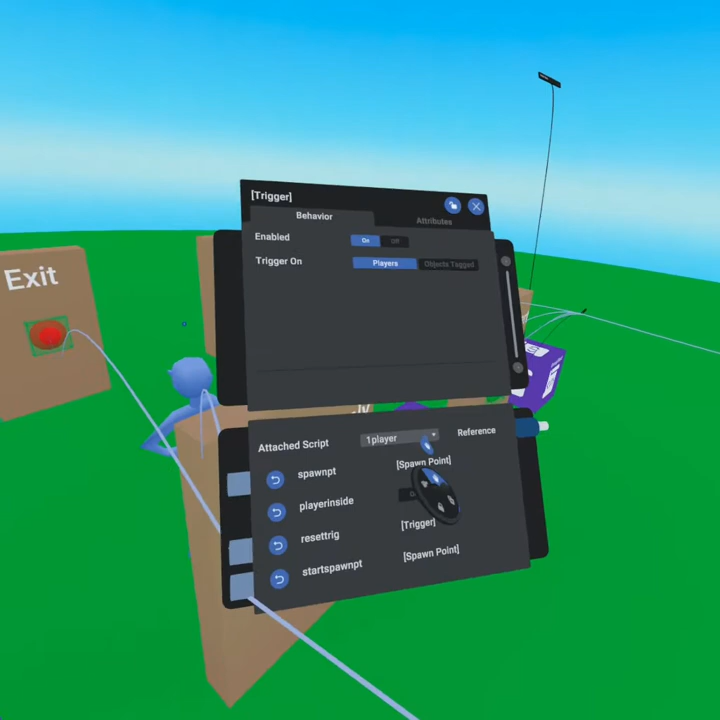 [Trigger]
Behavior
Attributes
Enabled
On
Off
Trigger On
Players
Objects Tagged
Exit
Attached Script
1player
Reference
spawnpt
[Spawn Point]
playerinside
resettrig
[Trigger]
startspawnpt
[Spawn Point]